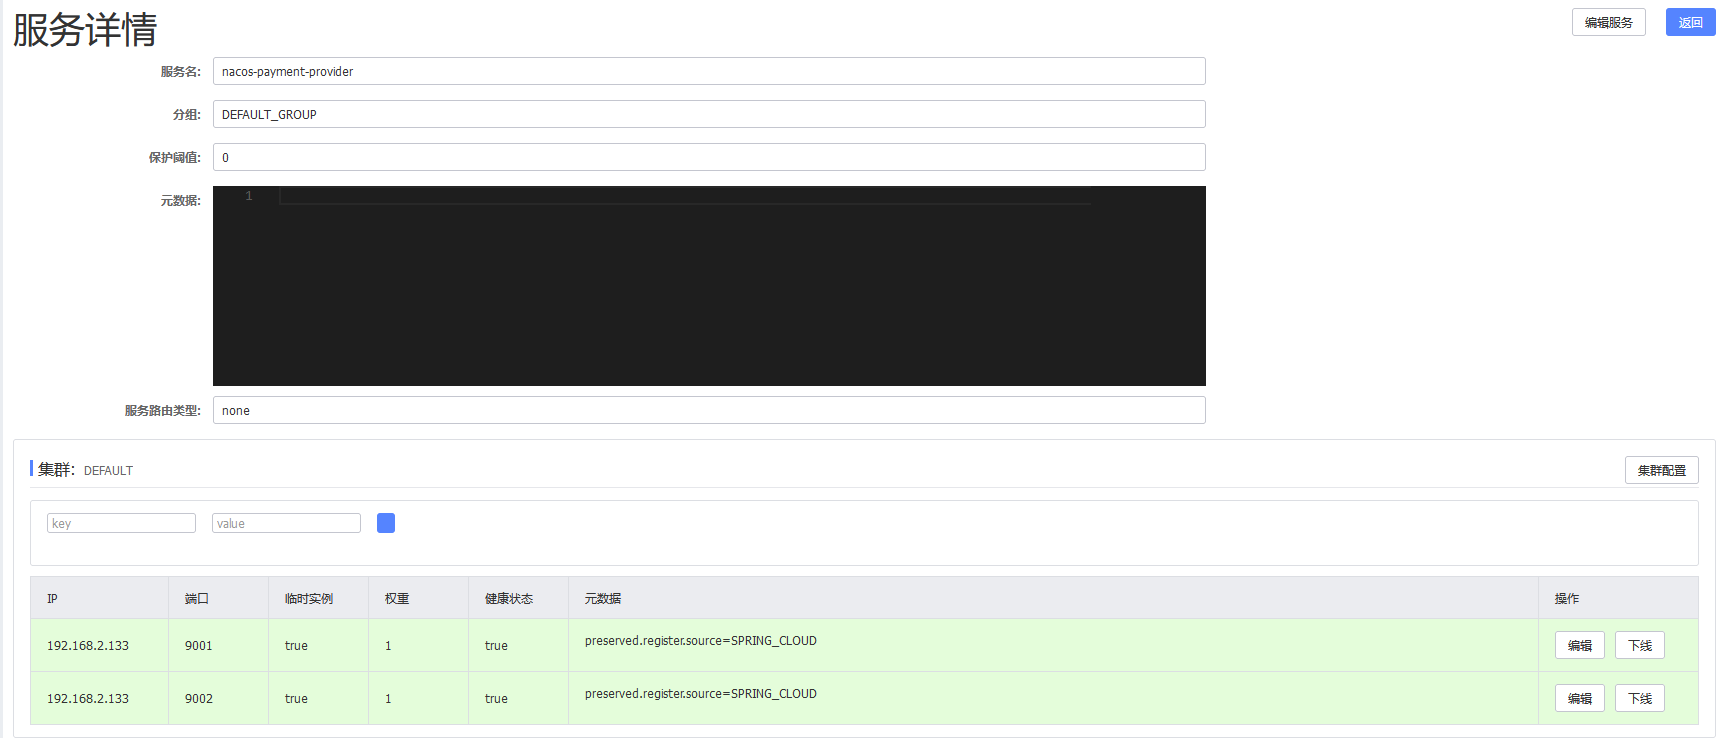 服务详情
编辑服务 返回
服务名: nacos-payment-provider
分组: DEFAULT_GROUP
保护阈值: 0
元数据: 1
服务路由类型: none
集群: DEFAULT 集群配置
key value
IP 端口 临时实例 权重 健康状态 元数据 操作
192.168.2.133 9001 true 1 true preserved.register.source=SPRING_CLOUD 编辑 下线
192.168.2.133 9002 true 1 true preserved.register.source=SPRING_CLOUD 编辑 下线